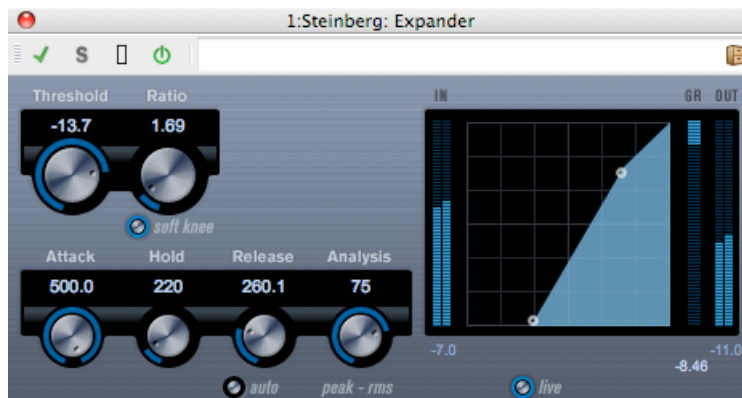 1:Steinberg: Expander
S
Threshold Ratio IN GR OUT
-13.7 1.69
soft knee
Attack Hold Release Analysis
500.0 220 260.1 75
-7.0 -8.46 -11.0
auto peak - rms live